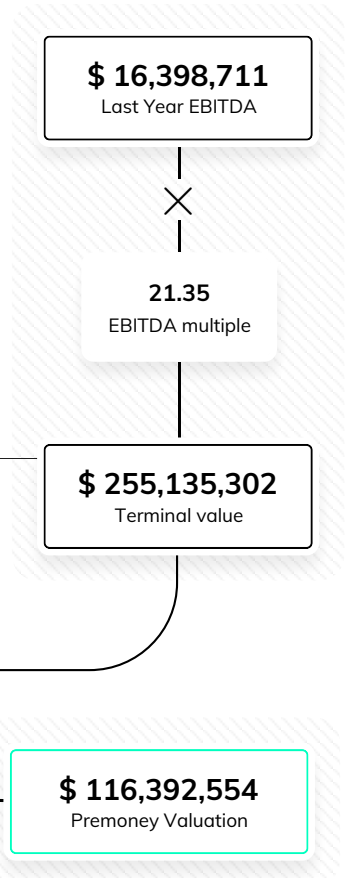 $ 16,398,711
Last Year EBITDA
21.35
EBITDA multiple
$ 255,135,302
Terminal value
$ 116,392,554
Premoney Valuation